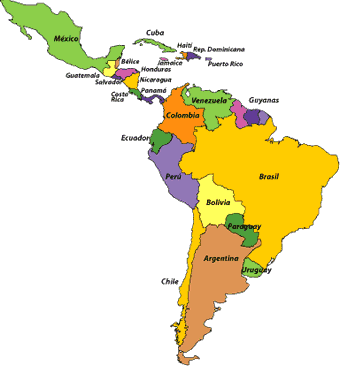 México
Cuba
Haití
Rep. Dominicana
Jamaica
Puerto Rico
Bélice
Honduras
Guatemala
Salvador
Nicaragua
Costa
Rica
Panamá
Venezuela
Guyanas
Colombia
Ecuador
Perú
Brasil
Bolivia
Paraguay
Chile
Argentina
Uruguay